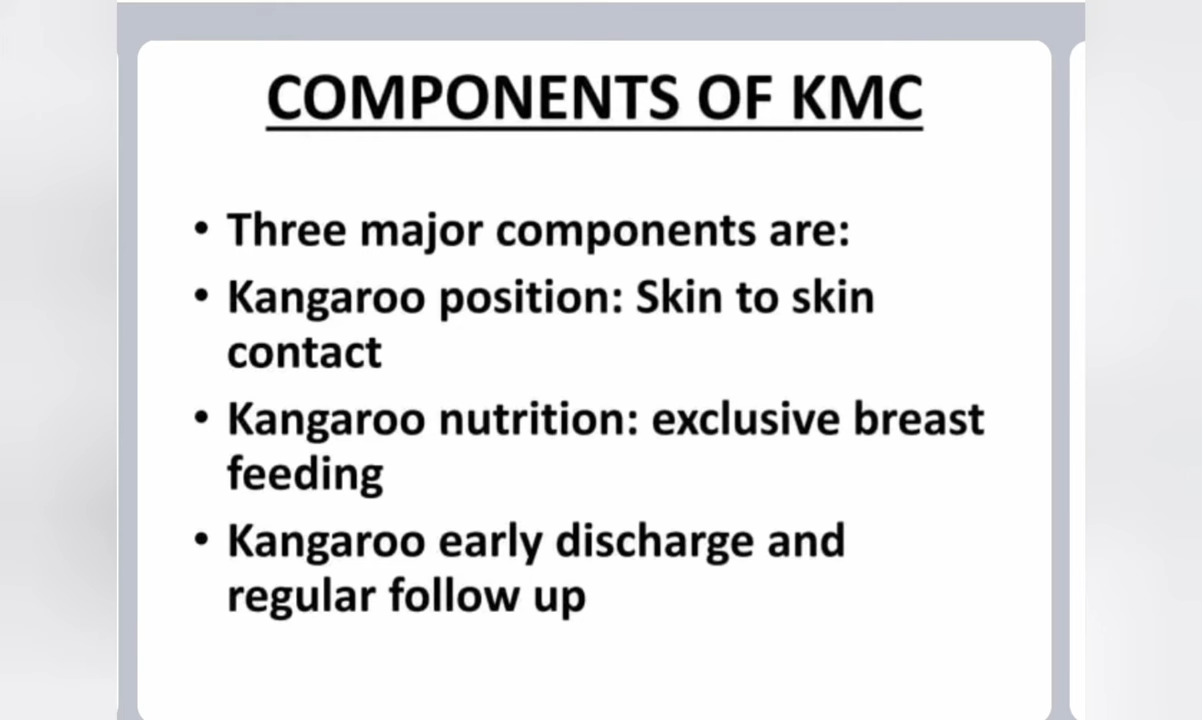 COMPONENTS OF KMC
• Three major components are:
• Kangaroo position: Skin to skin
contact
• Kangaroo nutrition: exclusive breast
feeding
• Kangaroo early discharge and
regular follow up